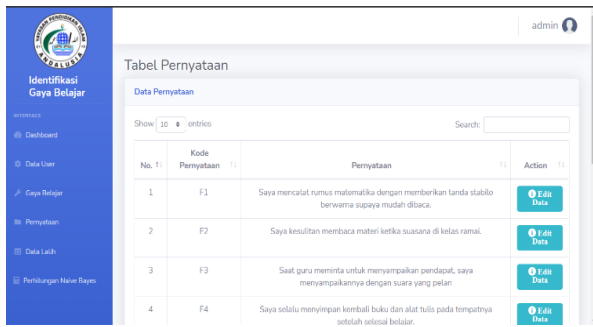 YAYASAN PENDIDIKAN ISLAM
ANDALUSIA
Identifikasi
Gaya Belajar
INTERFACE
Dashboard
Data User
Gaya Belajar
Pernyataan
Data Latih
Perhitungan Naive Bayes
admin
Tabel Pernyataan
Data Pernyataan
Show 10 entries
Search:
No. Kode Pernyataan Pernyataan Action
1 F1 Saya mencatat rumus matematika dengan memberikan tanda stabilo
berwarna supaya mudah dibaca.
Edit Data
2 F2 Saya kesulitan membaca materi ketika suasana di kelas ramai.
Edit Data
3 F3 Saat guru meminta untuk menyampaikan pendapat, saya
menyampaikannya dengan suara yang pelan
Edit Data
4 F4 Saya selalu menyimpan kembali buku dan alat tulis pada tempatnya
setelah selesai belajar.
Edit Data